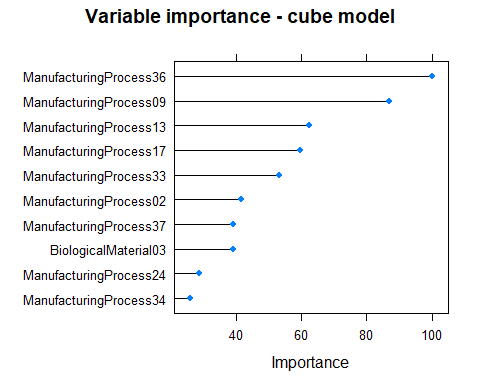 Variable importance - cube model
ManufacturingProcess36
ManufacturingProcess09
ManufacturingProcess13
ManufacturingProcess17
ManufacturingProcess33
ManufacturingProcess02
ManufacturingProcess37
BiologicalMaterial03
ManufacturingProcess24
ManufacturingProcess34
40 60 80 100
Importance